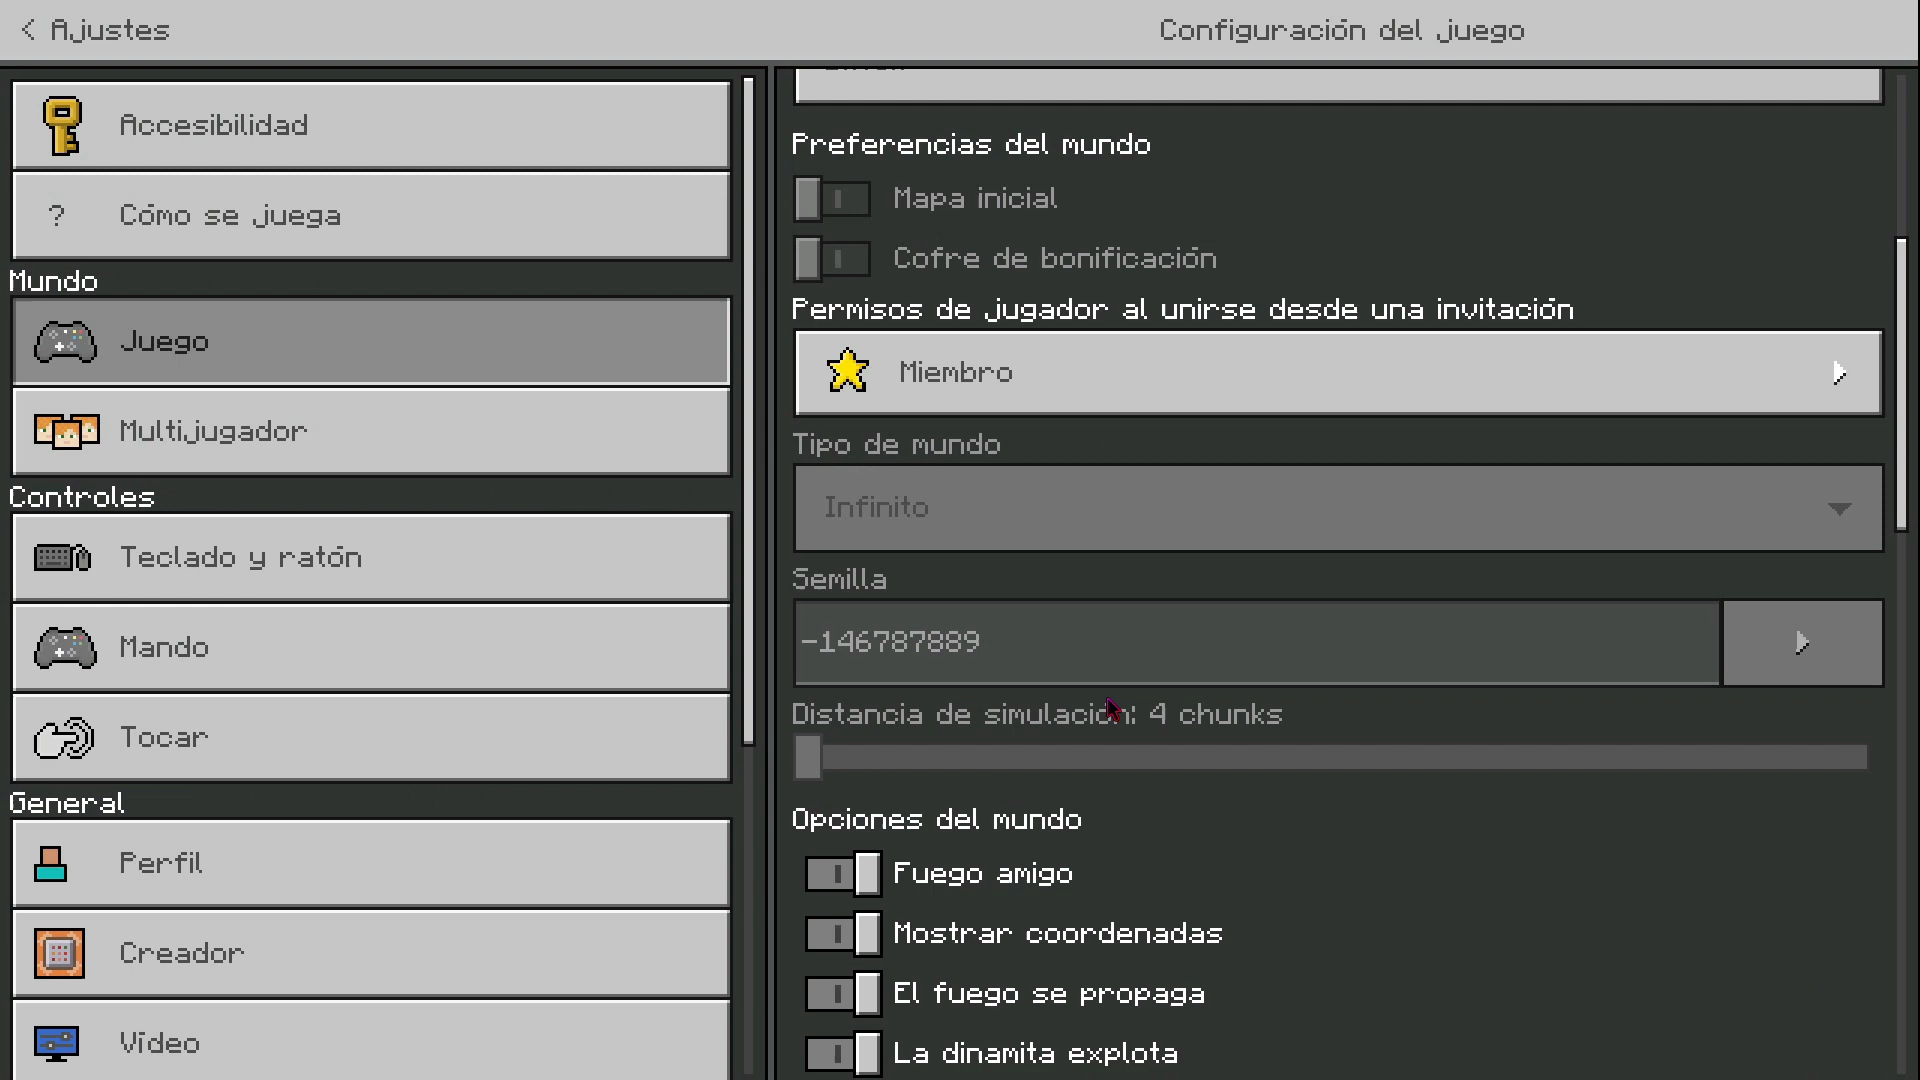 Ajustes
Configuración del juego
Accesibilidad
? Cómo se juega
Mundo
Juego
Multijugador
Controles
Teclado y ratón
Mando
Tocar
General
Perfil
Creador
Vídeo
Preferencias del mundo
Mapa inicial
Cofre de bonificación
Permisos de jugador al unirse desde una invitación
Miembro
Tipo de mundo
Infinito
Semilla
-146787889
Distancia de simulación: 4 chunks
Opciones del mundo
Fuego amigo
Mostrar coordenadas
El fuego se propaga
La dinamita explota